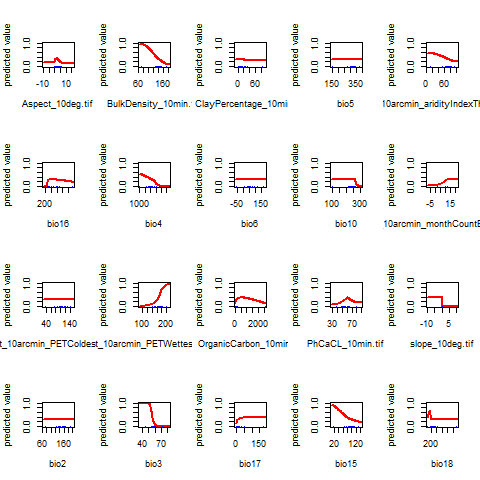 predicted value predicted value predicted value predicted value predicted value
0.0 1.0 0.0 1.0 0.0 1.0 0.0 1.0 0.0 1.0
-10 10 60 160 0 60 150 350 0 60
Aspect_10deg.tif BulkDensity_10min. ClayPercentage_10mi bio5 10arcmin_aridityIndexTh
predicted value predicted value predicted value predicted value predicted value
0.0 1.0 0.0 1.0 0.0 1.0 0.0 1.0 0.0 1.0
200 1000 -50 150 100 300 -5 15
bio16 bio4 bio6 bio10 10arcmin_monthCountB
predicted value predicted value predicted value predicted value predicted value
0.0 1.0 0.0 1.0 0.0 1.0 0.0 1.0 0.0 1.0
40 140 100 200 0 2000 30 70 -10 5
t_10arcmin_PETColdest t_10arcmin_PETWettes OrganicCarbon_10mir PhCaCL_10min.tif slope_10deg.tif
predicted value predicted value predicted value predicted value predicted value
0.0 1.0 0.0 1.0 0.0 1.0 0.0 1.0 0.0 1.0
60 160 40 70 0 150 20 120 200
bio2 bio3 bio17 bio15 bio18